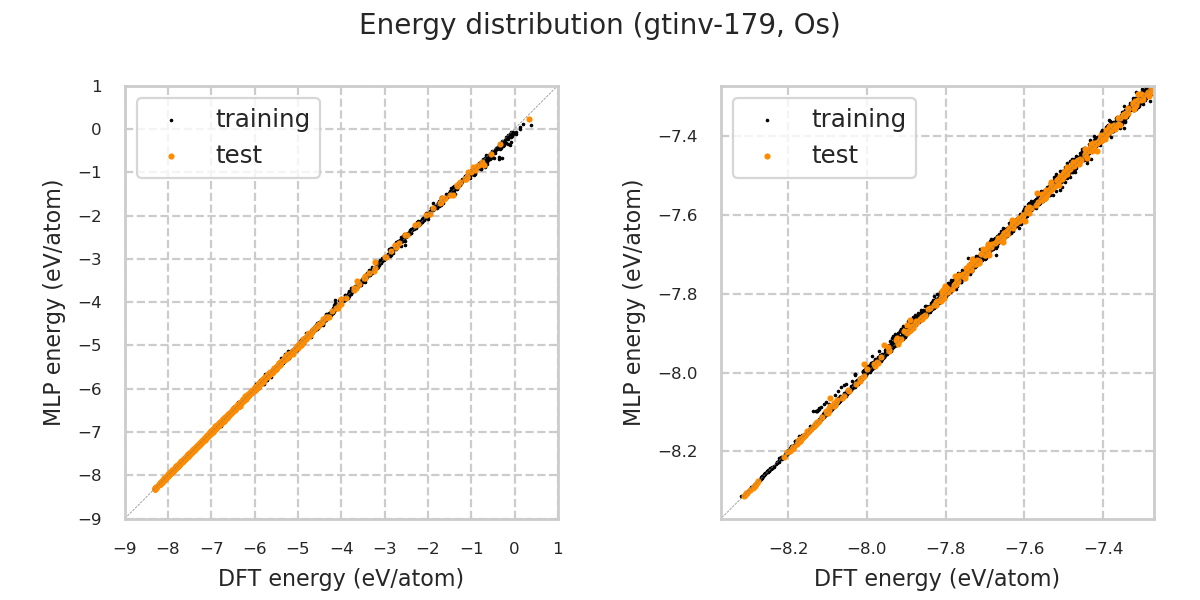 Energy distribution (gtinv-179, Os)
MLP energy (eV/atom)
1
0
−1
−2
−3
−4
−5
−6
−7
−8
−9
training
test
−9 −8 −7 −6 −5 −4 −3 −2 −1 0 1
DFT energy (eV/atom)
MLP energy (eV/atom)
−7.4
−7.6
−7.8
−8.0
−8.2
training
test
−8.2 −8.0 −7.8 −7.6 −7.4
DFT energy (eV/atom)